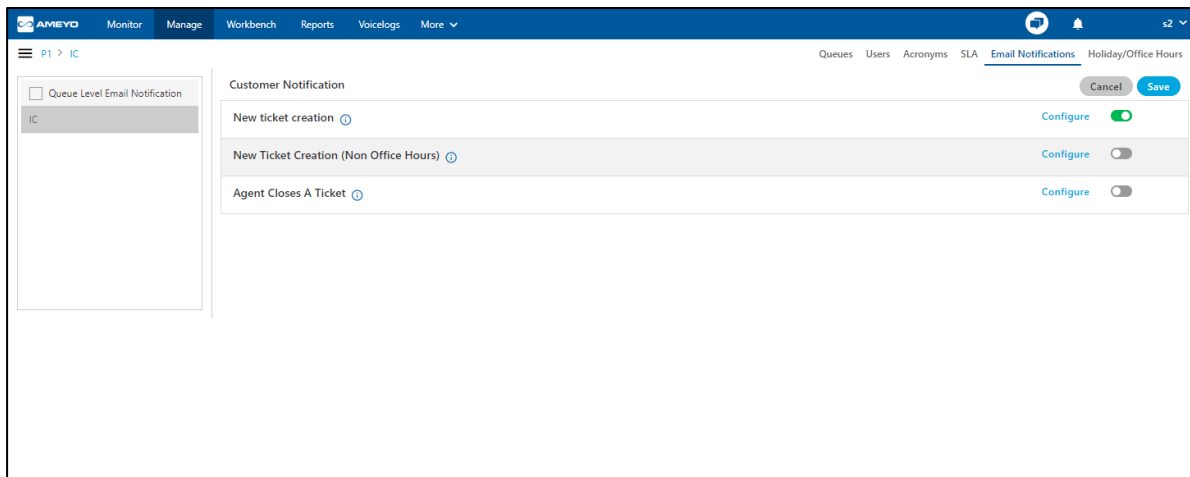 AMEYO Monitor Manage Workbench Reports Voicelogs More s2
P1 > IC Queues Users Acronyms SLA Email Notifications Holiday/Office Hours
Queue Level Email Notification
IC
Customer Notification Cancel Save
New ticket creation Configure
New Ticket Creation (Non Office Hours) Configure
Agent Closes A Ticket Configure